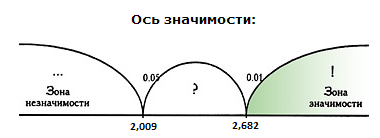 Ось значимости:
...
Зона
незначимости
0.05
?
0.01
!
Зона
значимости
2,009
2,682